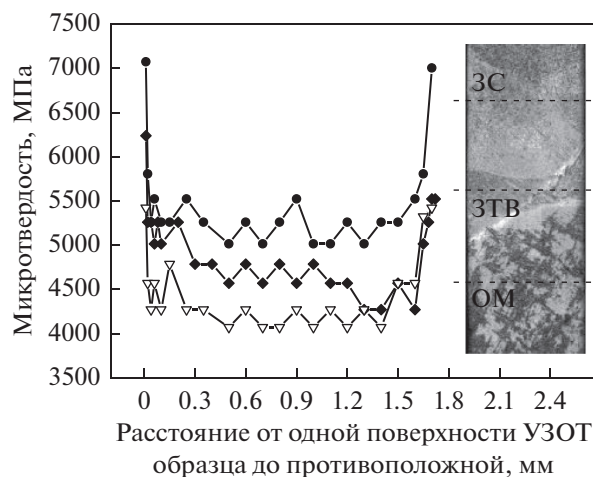 Микротвердость, МПа
7500
7000
6500
6000
5500
5000
4500
4000
3500
0 0.3 0.6 0.9 1.2 1.5 1.8 2.1 2.4
Расстояние от одной поверхности УЗОТ
образца до противоположной, мм
ЗС
ЗТВ
ОМ